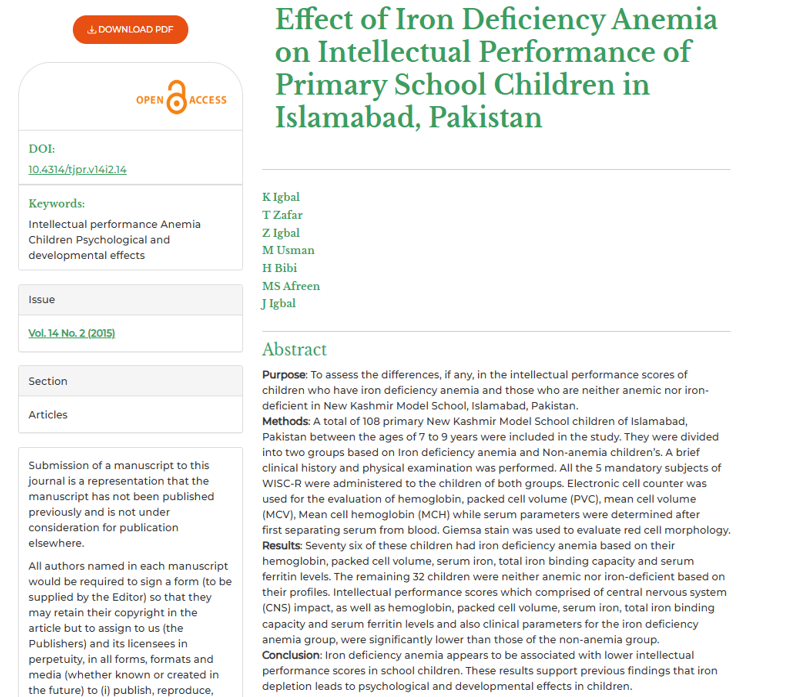 DOWNLOAD PDF
OPEN ACCESS
DOI:
10.4314/tjpr.v14i2.14
Keywords:
Intellectual performance Anemia
Children Psychological and
developmental effects
Issue
Vol. 14 No. 2 (2015)
Section
Articles
Submission of a manuscript to this
journal is a representation that the
manuscript has not been published
previously and is not under
consideration for publication
elsewhere.
All authors named in each manuscript
would be required to sign a form (to be
supplied by the Editor) so that they
may retain their copyright in the
article but to assign to us (the
Publishers) and its licensees in
perpetuity, in all forms, formats and
media (whether known or created in
the future) to (i) publish, reproduce,
Effect of Iron Deficiency Anemia
on Intellectual Performance of
Primary School Children in
Islamabad, Pakistan
K Igbal
T Zafar
Z Igbal
M Usman
H Bibi
MS Afreen
J Igbal
Abstract
Purpose: To assess the differences, if any, in the intellectual performance scores of
children who have iron deficiency anemia and those who are neither anemic nor iron-
deficient in New Kashmir Model School, Islamabad, Pakistan.
Methods: A total of 108 primary New Kashmir Model School children of Islamabad,
Pakistan between the ages of 7 to 9 years were included in the study. They were divided
into two groups based on Iron deficiency anemia and Non-anemia children's. A brief
clinical history and physical examination was performed. All the 5 mandatory subjects of
WISC-R were administered to the children of both groups. Electronic cell counter was
used for the evaluation of hemoglobin, packed cell volume (PVC), mean cell volume
(MCV), Mean cell hemoglobin (MCH) while serum parameters were determined after
first separating serum from blood. Giemsa stain was used to evaluate red cell morphology.
Results: Seventy six of these children had iron deficiency anemia based on their
hemoglobin, packed cell volume, serum iron, total iron binding capacity and serum
ferritin levels. The remaining 32 children were neither anemic nor iron-deficient based on
their profiles. Intellectual performance scores which comprised of central nervous system
(CNS) impact, as well as hemoglobin, packed cell volume, serum iron, total iron binding
capacity and serum ferritin levels and also clinical parameters for the iron deficiency
anemia group, were significantly lower than those of the non-anemia group.
Conclusion: Iron deficiency anemia appears to be associated with lower intellectual
performance scores in school children. These results support previous findings that iron
depletion leads to psychological and developmental effects in children.